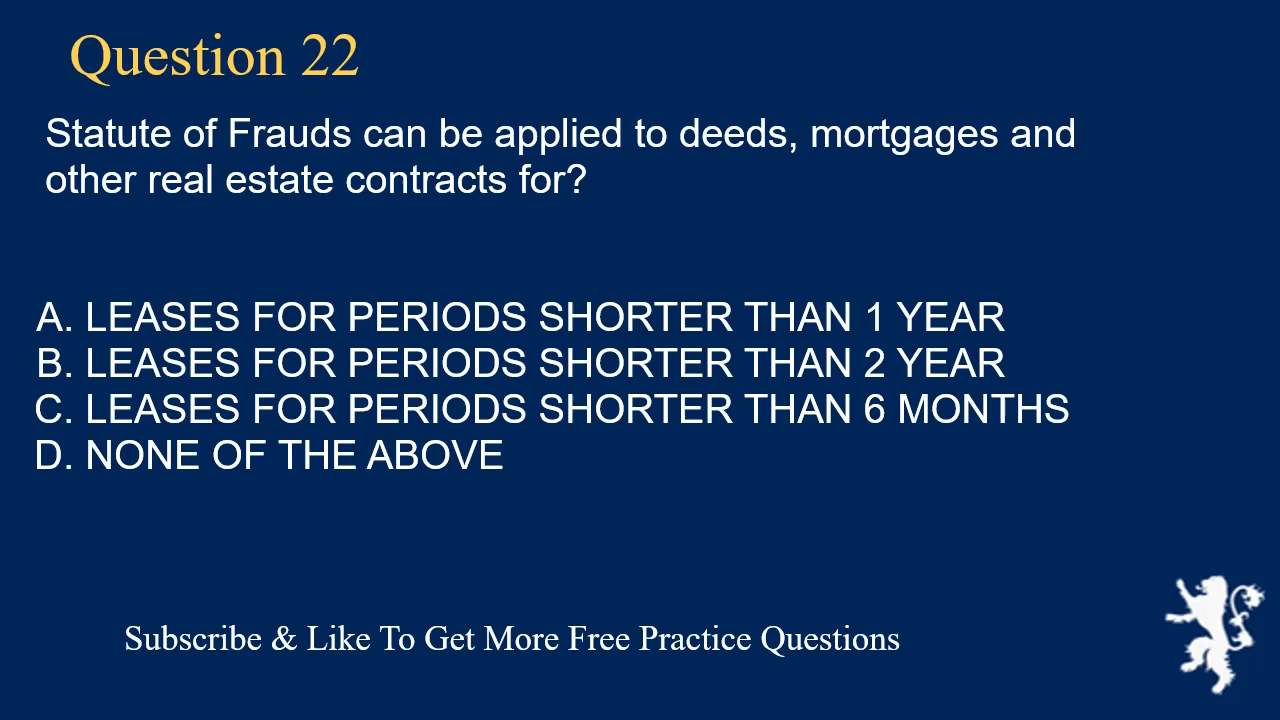 Question 22
Statute of Frauds can be applied to deeds, mortgages and
other real estate contracts for?
A. LEASES FOR PERIODS SHORTER THAN 1 YEAR
B. LEASES FOR PERIODS SHORTER THAN 2 YEAR
C. LEASES FOR PERIODS SHORTER THAN 6 MONTHS
D. NONE OF THE ABOVE
Subscribe & Like To Get More Free Practice Questions